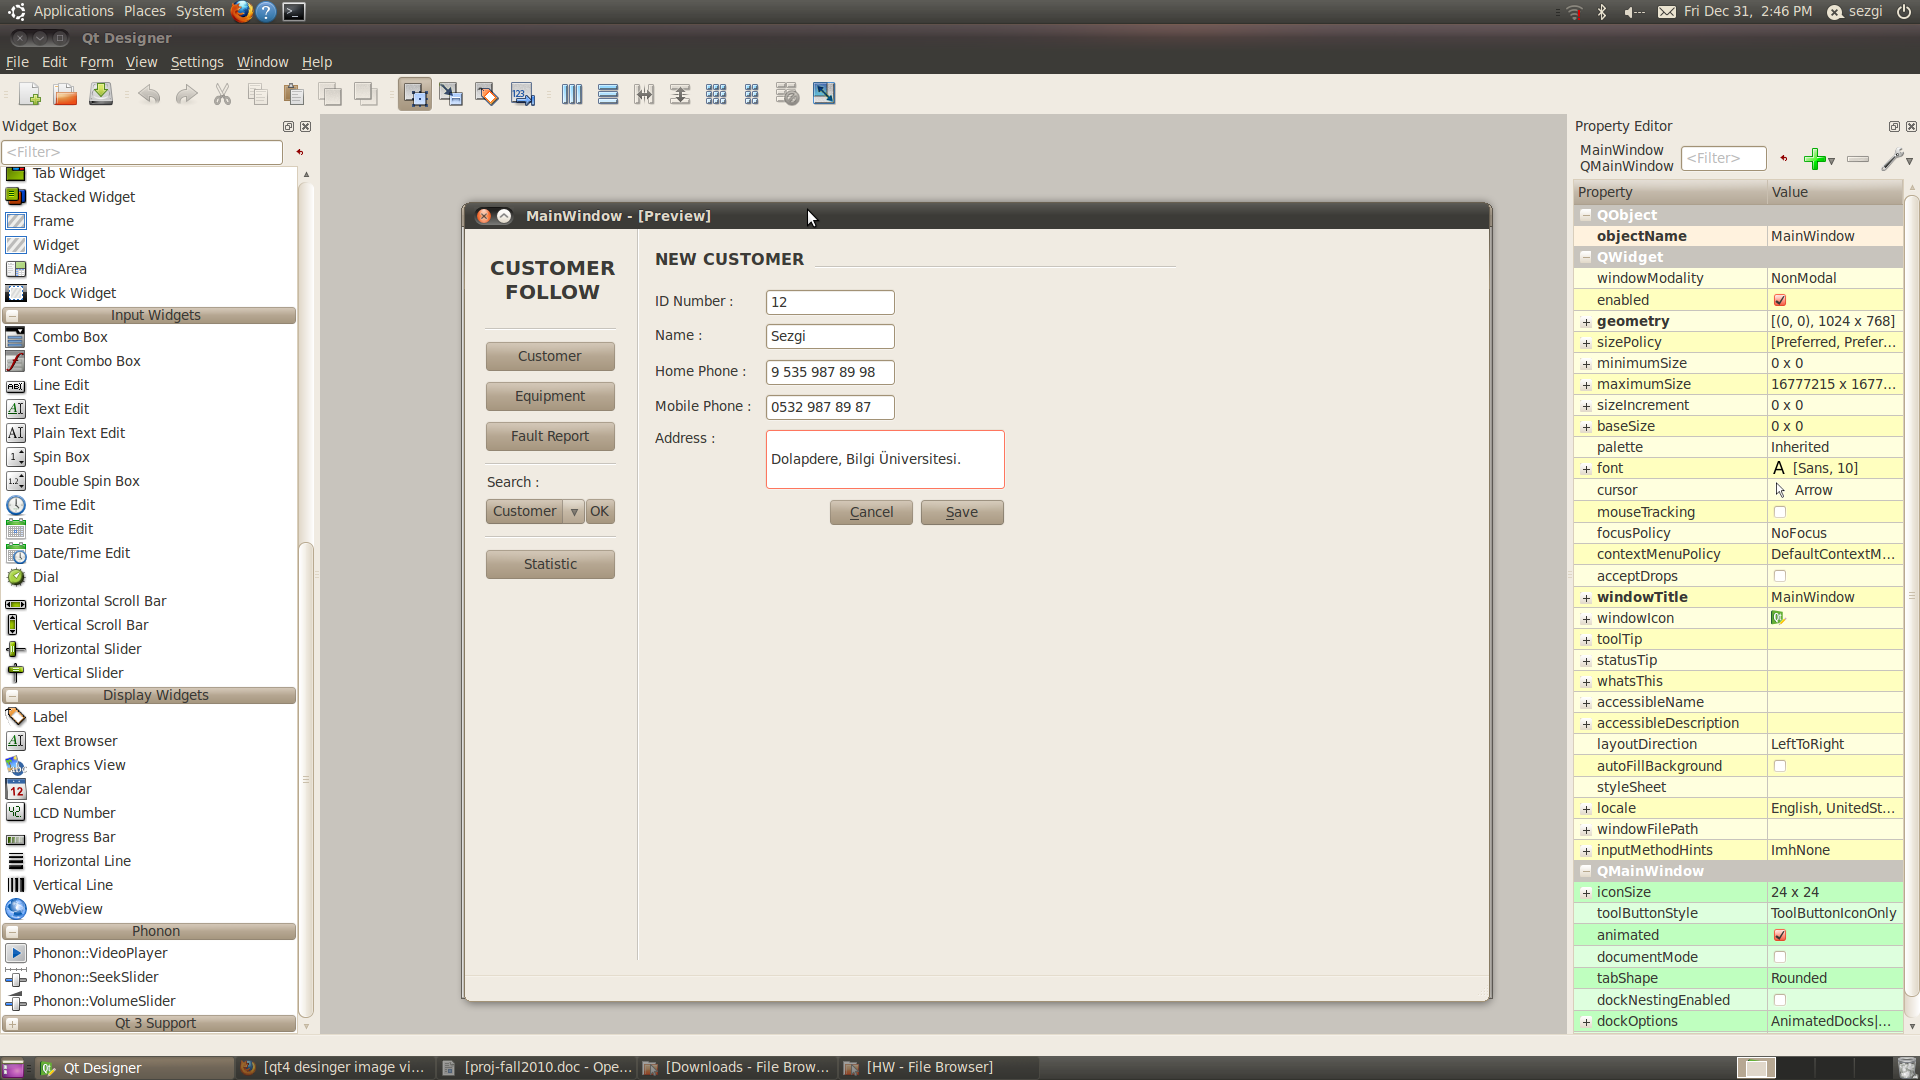 Applications Places System
Fri Dec 31, 2:46 PM sezgi
Qt Designer
File Edit Form View Settings Window Help
Widget Box
<Filter>
Tab Widget
Stacked Widget
Frame
Widget
MdiArea
Dock Widget
Input Widgets
Combo Box
Font Combo Box
Line Edit
Text Edit
Plain Text Edit
Spin Box
Double Spin Box
Time Edit
Date Edit
Date/Time Edit
Dial
Horizontal Scroll Bar
Vertical Scroll Bar
Horizontal Slider
Vertical Slider
Display Widgets
Label
Text Browser
Graphics View
Calendar
LCD Number
Progress Bar
Horizontal Line
Vertical Line
QWebView
Phonon
Phonon::VideoPlayer
Phonon::SeekSlider
Phonon::VolumeSlider
Qt 3 Support
MainWindow - [Preview]
CUSTOMER
FOLLOW
Customer
Equipment
Fault Report
Search :
Customer OK
Statistic
NEW CUSTOMER
ID Number : 12
Name : Sezgi
Home Phone : 9 535 987 89 98
Mobile Phone : 0532 987 89 87
Address :
Dolapdere, Bilgi Üniversitesi.
Cancel Save
Property Editor
MainWindow
QMainWindow
<Filter>
Property Value
QObject
objectName MainWindow
QWidget
windowModality NonModal
enabled
geometry [(0, 0), 1024 x 768]
sizePolicy [Preferred, Prefer...
minimumSize 0 x 0
maximumSize 16777215 x 1677...
sizeIncrement 0 x 0
baseSize 0 x 0
palette Inherited
font A [Sans, 10]
cursor Arrow
mouseTracking
focusPolicy NoFocus
contextMenuPolicy DefaultContextM...
acceptDrops
windowTitle MainWindow
windowIcon
toolTip
statusTip
whatsThis
accessibleName
accessibleDescription
layoutDirection LeftToRight
autoFillBackground
styleSheet
locale English, UnitedSt...
windowFilePath
inputMethodHints ImhNone
QMainWindow
iconSize 24 x 24
toolButtonStyle ToolButtonIconOnly
animated
documentMode
tabShape Rounded
dockNestingEnabled
dockOptions AnimatedDocks|...
Qt Designer
[qt4 desinger image vi...
[proj-fall2010.doc - Ope...
[Downloads - File Brow...
[HW - File Browser]